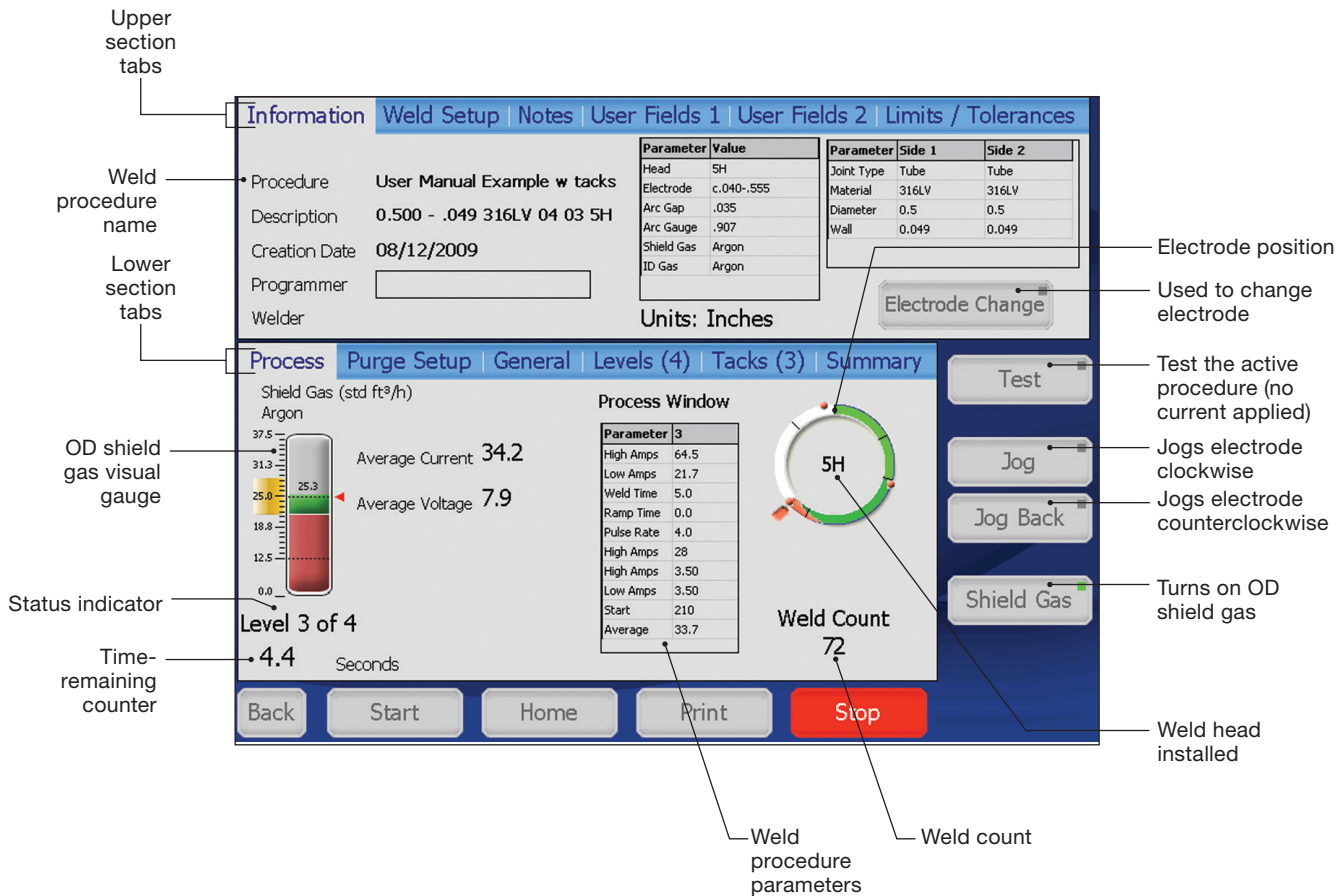 Upper
section
tabs
Information | Weld Setup | Notes | User Fields 1 | User Fields 2 | Limits / Tolerances
Weld
procedure
name
Procedure User Manual Example w tacks
Description 0.500 - .049 316LV 04 03 5H
Creation Date 08/12/2009
Programmer
Welder
Parameter Value
Head 5H
Electrode c.040-.555
Arc Gap .035
Arc Gauge .907
Shield Gas Argon
ID Gas Argon
Units: Inches
Parameter Side 1 Side 2
Joint Type Tube Tube
Material 316LV 316LV
Diameter 0.5 0.5
Wall 0.049 0.049
Electrode Change
Electrode position
Used to change
electrode
Lower
section
tabs
Process | Purge Setup | General | Levels (4) | Tacks (3) | Summary
Shield Gas (std ft³/h)
Argon
37.5
31.3
25.0
18.8
12.5
0.0
25.3
OD shield
gas visual
gauge
Average Current 34.2
Average Voltage 7.9
Process Window
Parameter 3
High Amps 64.5
Low Amps 21.7
Weld Time 5.0
Ramp Time 0.0
Pulse Rate 4.0
High Amps 28
High Amps 3.50
Low Amps 3.50
Start 210
Average 33.7
5H
Weld Count
72
Status indicator
Level 3 of 4
Time-
remaining
counter
4.4 Seconds
Test
Test the active
procedure (no
current applied)
Jog
Jogs electrode
clockwise
Jog Back
Jogs electrode
counterclockwise
Shield Gas
Turns on OD
shield gas
Back
Start
Home
Print
Stop
Weld head
installed
Weld
procedure
parameters
Weld count